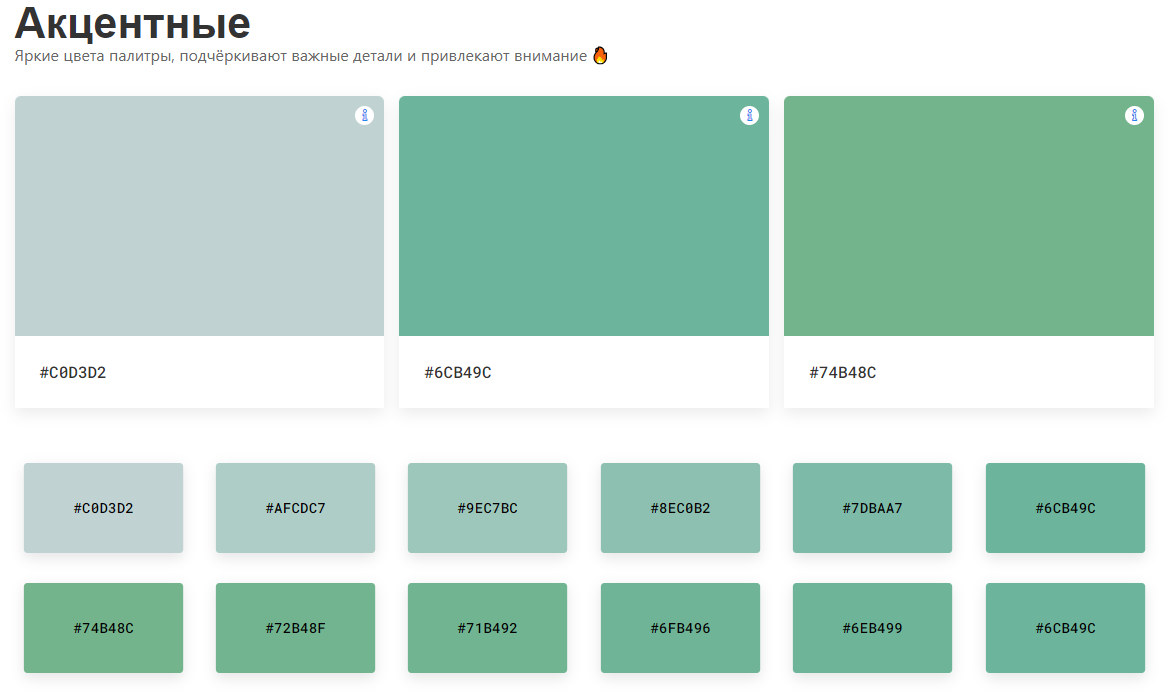 Акцентные
Яркие цвета палитры, подчёркивают важные детали и привлекают внимание 🔥
#C0D3D2 #6CB49C #74B48C
#C0D3D2 #AFCDC7 #9EC7BC #8EC0B2 #7DBAA7 #6CB49C
#74B48C #72B48F #71B492 #6FB496 #6EB499 #6CB49C